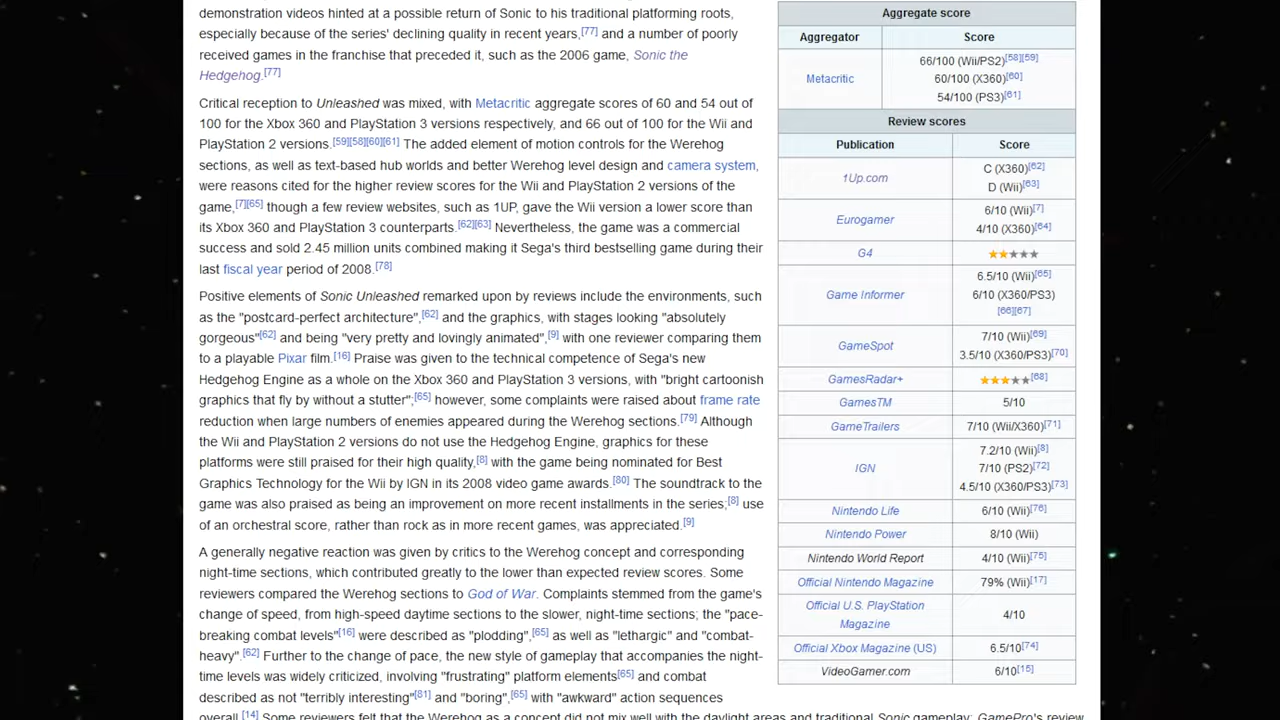 demonstration videos hinted at a possible return of Sonic to his traditional platforming roots,
especially because of the series' declining quality in recent years,[77] and a number of poorly
received games in the franchise that preceded it, such as the 2006 game, Sonic the
Hedgehog.[77]
Critical reception to Unleashed was mixed, with Metacritic aggregate scores of 60 and 54 out of
100 for the Xbox 360 and PlayStation 3 versions respectively, and 66 out of 100 for the Wii and
PlayStation 2 versions.[59][58][60][61] The added element of motion controls for the Werehog
sections, as well as text-based hub worlds and better Werehog level design and camera system,
were reasons cited for the higher review scores for the Wii and PlayStation 2 versions of the
game,[7][65] though a few review websites, such as 1UP, gave the Wii version a lower score than
its Xbox 360 and PlayStation 3 counterparts.[62][63] Nevertheless, the game was a commercial
success and sold 2.45 million units combined making it Sega's third bestselling game during their
last fiscal year period of 2008.[78]
Positive elements of Sonic Unleashed remarked upon by reviews include the environments, such
as the "postcard-perfect architecture",[62] and the graphics, with stages looking "absolutely
gorgeous"[62] and being "very pretty and lovingly animated",[9] with one reviewer comparing them
to a playable Pixar film.[16] Praise was given to the technical competence of Sega's new
Hedgehog Engine as a whole on the Xbox 360 and PlayStation 3 versions, with "bright cartoonish
graphics that fly by without a stutter";[65] however, some complaints were raised about frame rate
reduction when large numbers of enemies appeared during the Werehog sections.[79] Although
the Wii and PlayStation 2 versions do not use the Hedgehog Engine, graphics for these
platforms were still praised for their high quality,[8] with the game being nominated for Best
Graphics Technology for the Wii by IGN in its 2008 video game awards.[80] The soundtrack to the
game was also praised as being an improvement on more recent installments in the series;[8] use
of an orchestral score, rather than rock as in more recent games, was appreciated.[9]
A generally negative reaction was given by critics to the Werehog concept and corresponding
night-time sections, which contributed greatly to the lower than expected review scores. Some
reviewers compared the Werehog sections to God of War. Complaints stemmed from the game's
change of speed, from high-speed daytime sections to the slower, night-time sections; the "pace-
breaking combat levels"[16] were described as "plodding",[65] as well as "lethargic" and "combat-
heavy".[62] Further to the change of pace, the new style of gameplay that accompanies the night-
time levels was widely criticized, involving "frustrating" platform elements[65] and combat
described as not "terribly interesting"[81] and "boring",[65] with "awkward" action sequences
overall.[14] Some reviewers felt that the Werehog as a concept did not mix well with the daylight areas and traditional Sonic gameplay; GamePro's review
Aggregate score
Aggregator Score
Metacritic 66/100 (Wii/PS2)[58][59]
60/100 (X360)[60]
54/100 (PS3)[61]
Review scores
Publication Score
1Up.com C (X360)[62]
D (Wii)[63]
Eurogamer 6/10 (Wii)[7]
4/10 (X360)[64]
G4 ★★★★★
Game Informer 6.5/10 (Wii)[65]
6/10 (X360/PS3)
[66][67]
GameSpot 7/10 (Wii)[69]
3.5/10 (X360/PS3)[70]
GamesRadar+ ★★★★★[68]
GamesTM 5/10
GameTrailers 7/10 (Wii/X360)[71]
IGN 7.2/10 (Wii)[8]
7/10 (PS2)[72]
4.5/10 (X360/PS3)[73]
Nintendo Life 6/10 (Wii)[76]
Nintendo Power 8/10 (Wii)
Nintendo World Report 4/10 (Wii)[75]
Official Nintendo Magazine 79% (Wii)[17]
Official U.S. PlayStation
Magazine 4/10
Official Xbox Magazine (US) 6.5/10[74]
VideoGamer.com 6/10[15]